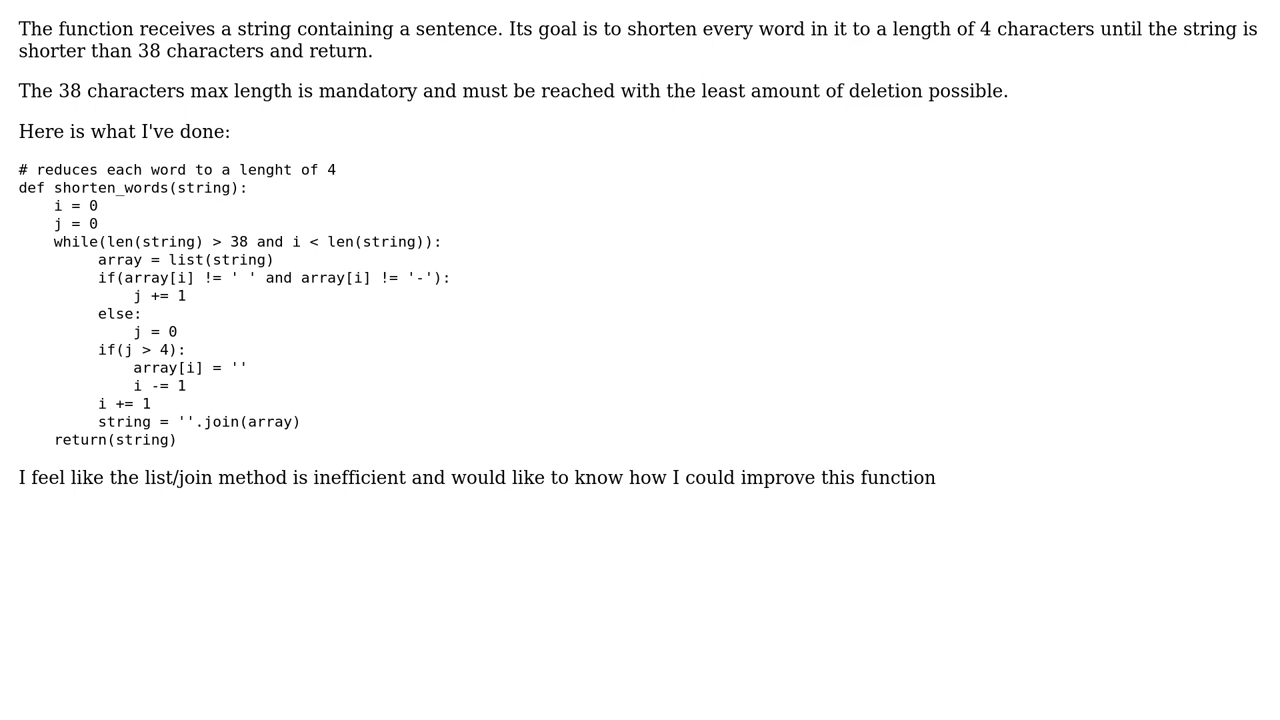 The function receives a string containing a sentence. Its goal is to shorten every word in it to a length of 4 characters until the string is
shorter than 38 characters and return.
The 38 characters max length is mandatory and must be reached with the least amount of deletion possible.
Here is what I've done:
# reduces each word to a lenght of 4
def shorten_words(string):
    i = 0
    j = 0
    while(len(string) > 38 and i < len(string)):
         array = list(string)
         if(array[i] != ' ' and array[i] != '-'):
             j += 1
         else:
             j = 0
         if(j > 4):
             array[i] = ''
             i -= 1
         i += 1
         string = ''.join(array)
    return(string)
I feel like the list/join method is inefficient and would like to know how I could improve this function